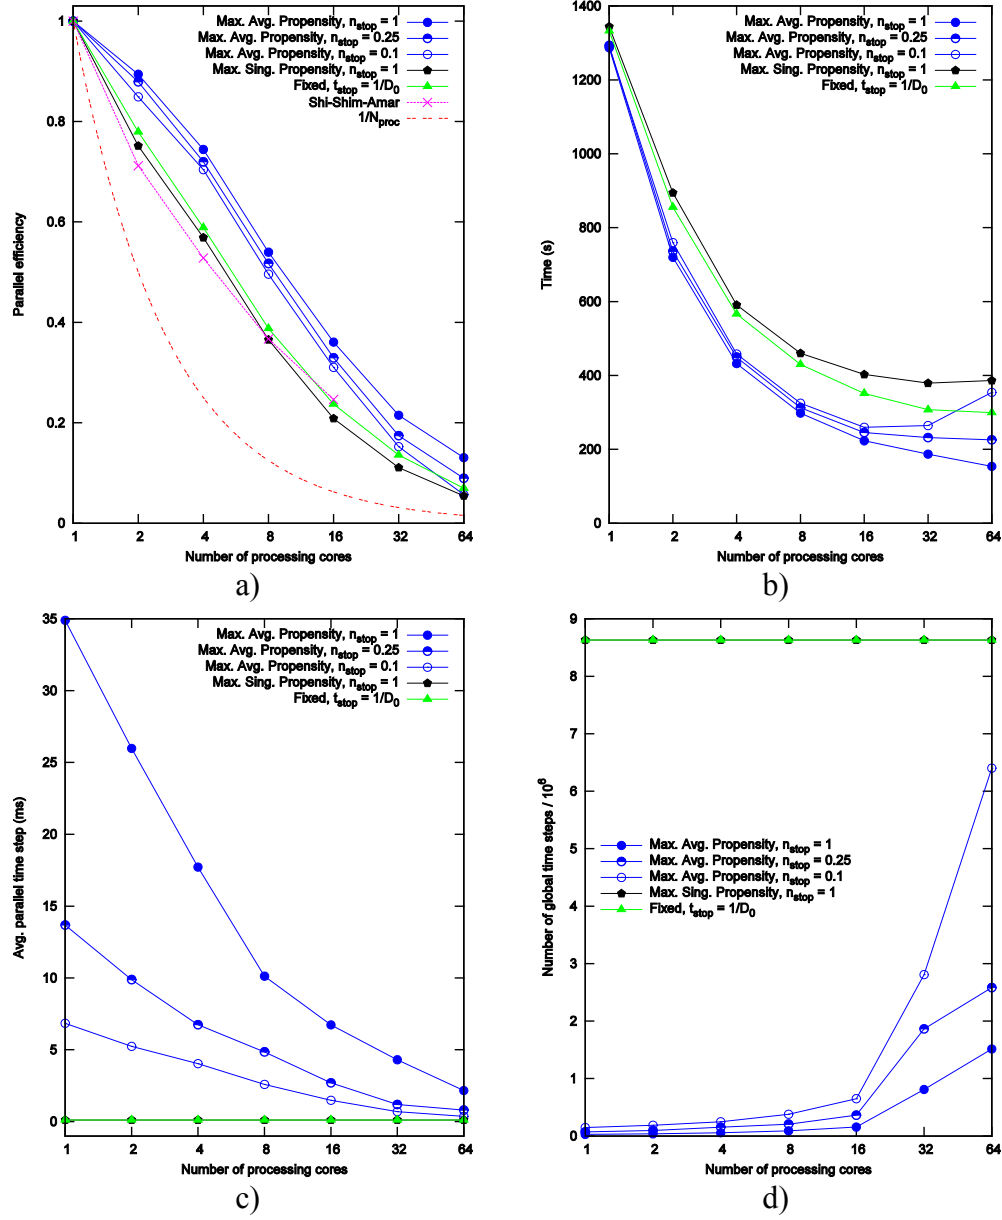 Max. Avg. Propensity, n_stop = 1
Max. Avg. Propensity, n_stop = 0.25
Max. Avg. Propensity, n_stop = 0.1
Max. Sing. Propensity, n_stop = 1
Fixed, t_stop = 1/D_0
Shi-Shim-Amar
1/N_proc
1
0.8
0.6
0.4
0.2
0
Parallel efficiency
1 2 4 8 16 32 64
Number of processing cores
a)
Max. Avg. Propensity, n_stop = 1
Max. Avg. Propensity, n_stop = 0.25
Max. Avg. Propensity, n_stop = 0.1
Max. Sing. Propensity, n_stop = 1
Fixed, t_stop = 1/D_0
1400
1200
1000
800
600
400
200
0
Time (s)
1 2 4 8 16 32 64
Number of processing cores
b)
Max. Avg. Propensity, n_stop = 1
Max. Avg. Propensity, n_stop = 0.25
Max. Avg. Propensity, n_stop = 0.1
Max. Sing. Propensity, n_stop = 1
Fixed, t_stop = 1/D_0
35
30
25
20
15
10
5
0
Avg. parallel time step (ms)
1 2 4 8 16 32 64
Number of processing cores
c)
9
8
7
6
5
4
3
2
1
0
Number of global time steps / 10^6
Max. Avg. Propensity, n_stop = 1
Max. Avg. Propensity, n_stop = 0.25
Max. Avg. Propensity, n_stop = 0.1
Max. Sing. Propensity, n_stop = 1
Fixed, t_stop = 1/D_0
1 2 4 8 16 32 64
Number of processing cores
d)